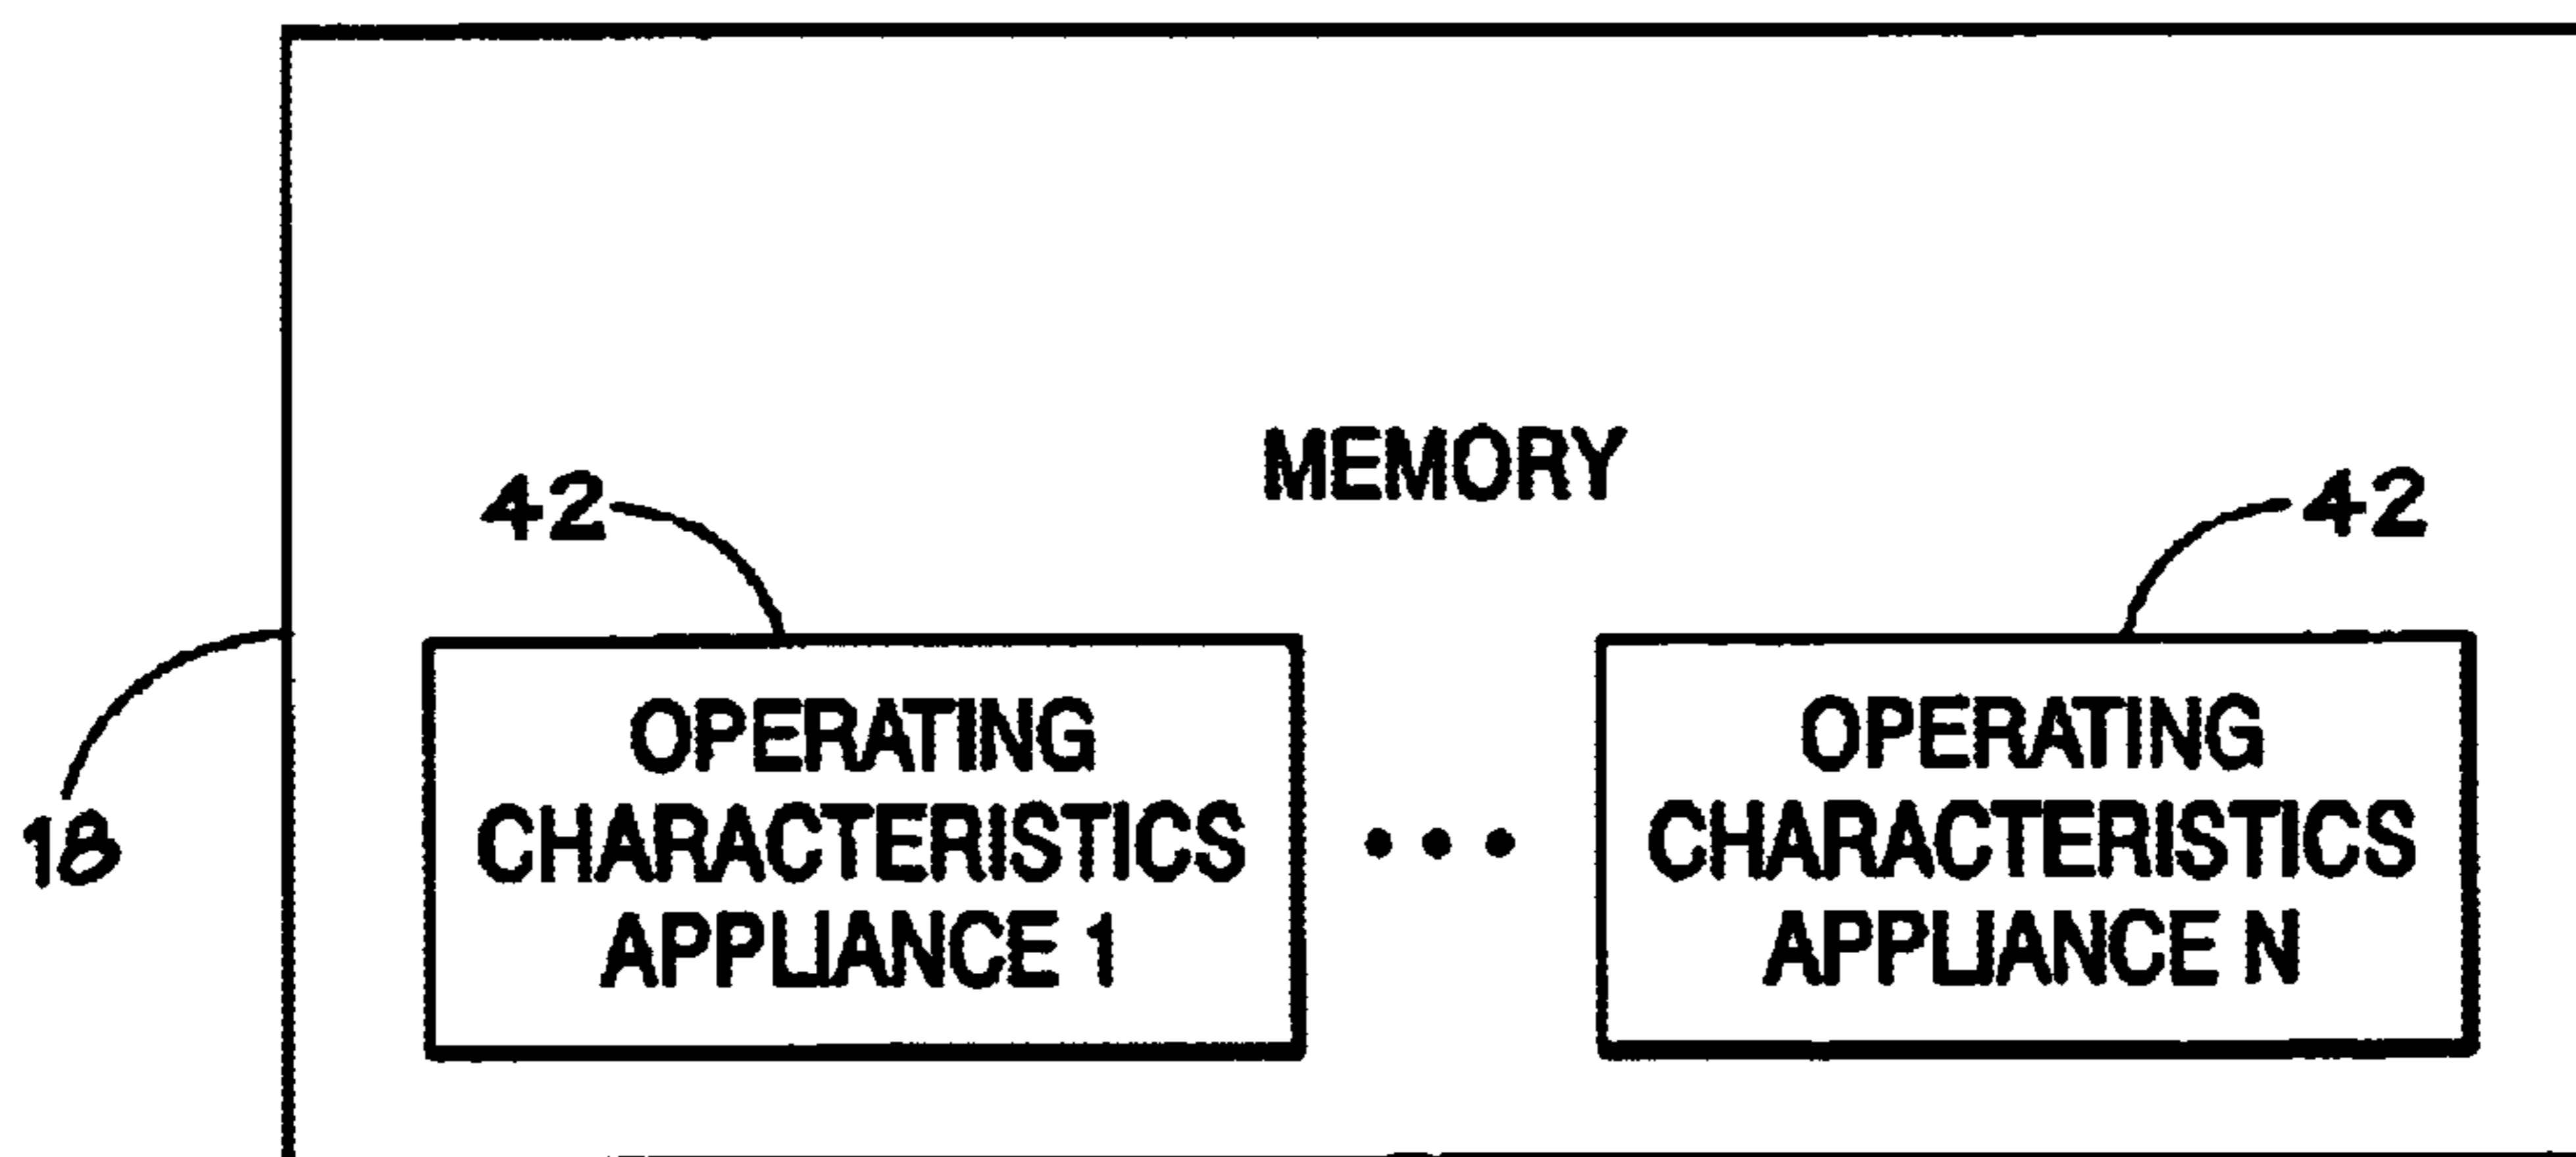 MEMORY
42
42
18
OPERATING
CHARACTERISTICS
APPLIANCE 1
• • •
OPERATING
CHARACTERISTICS
APPLIANCE N